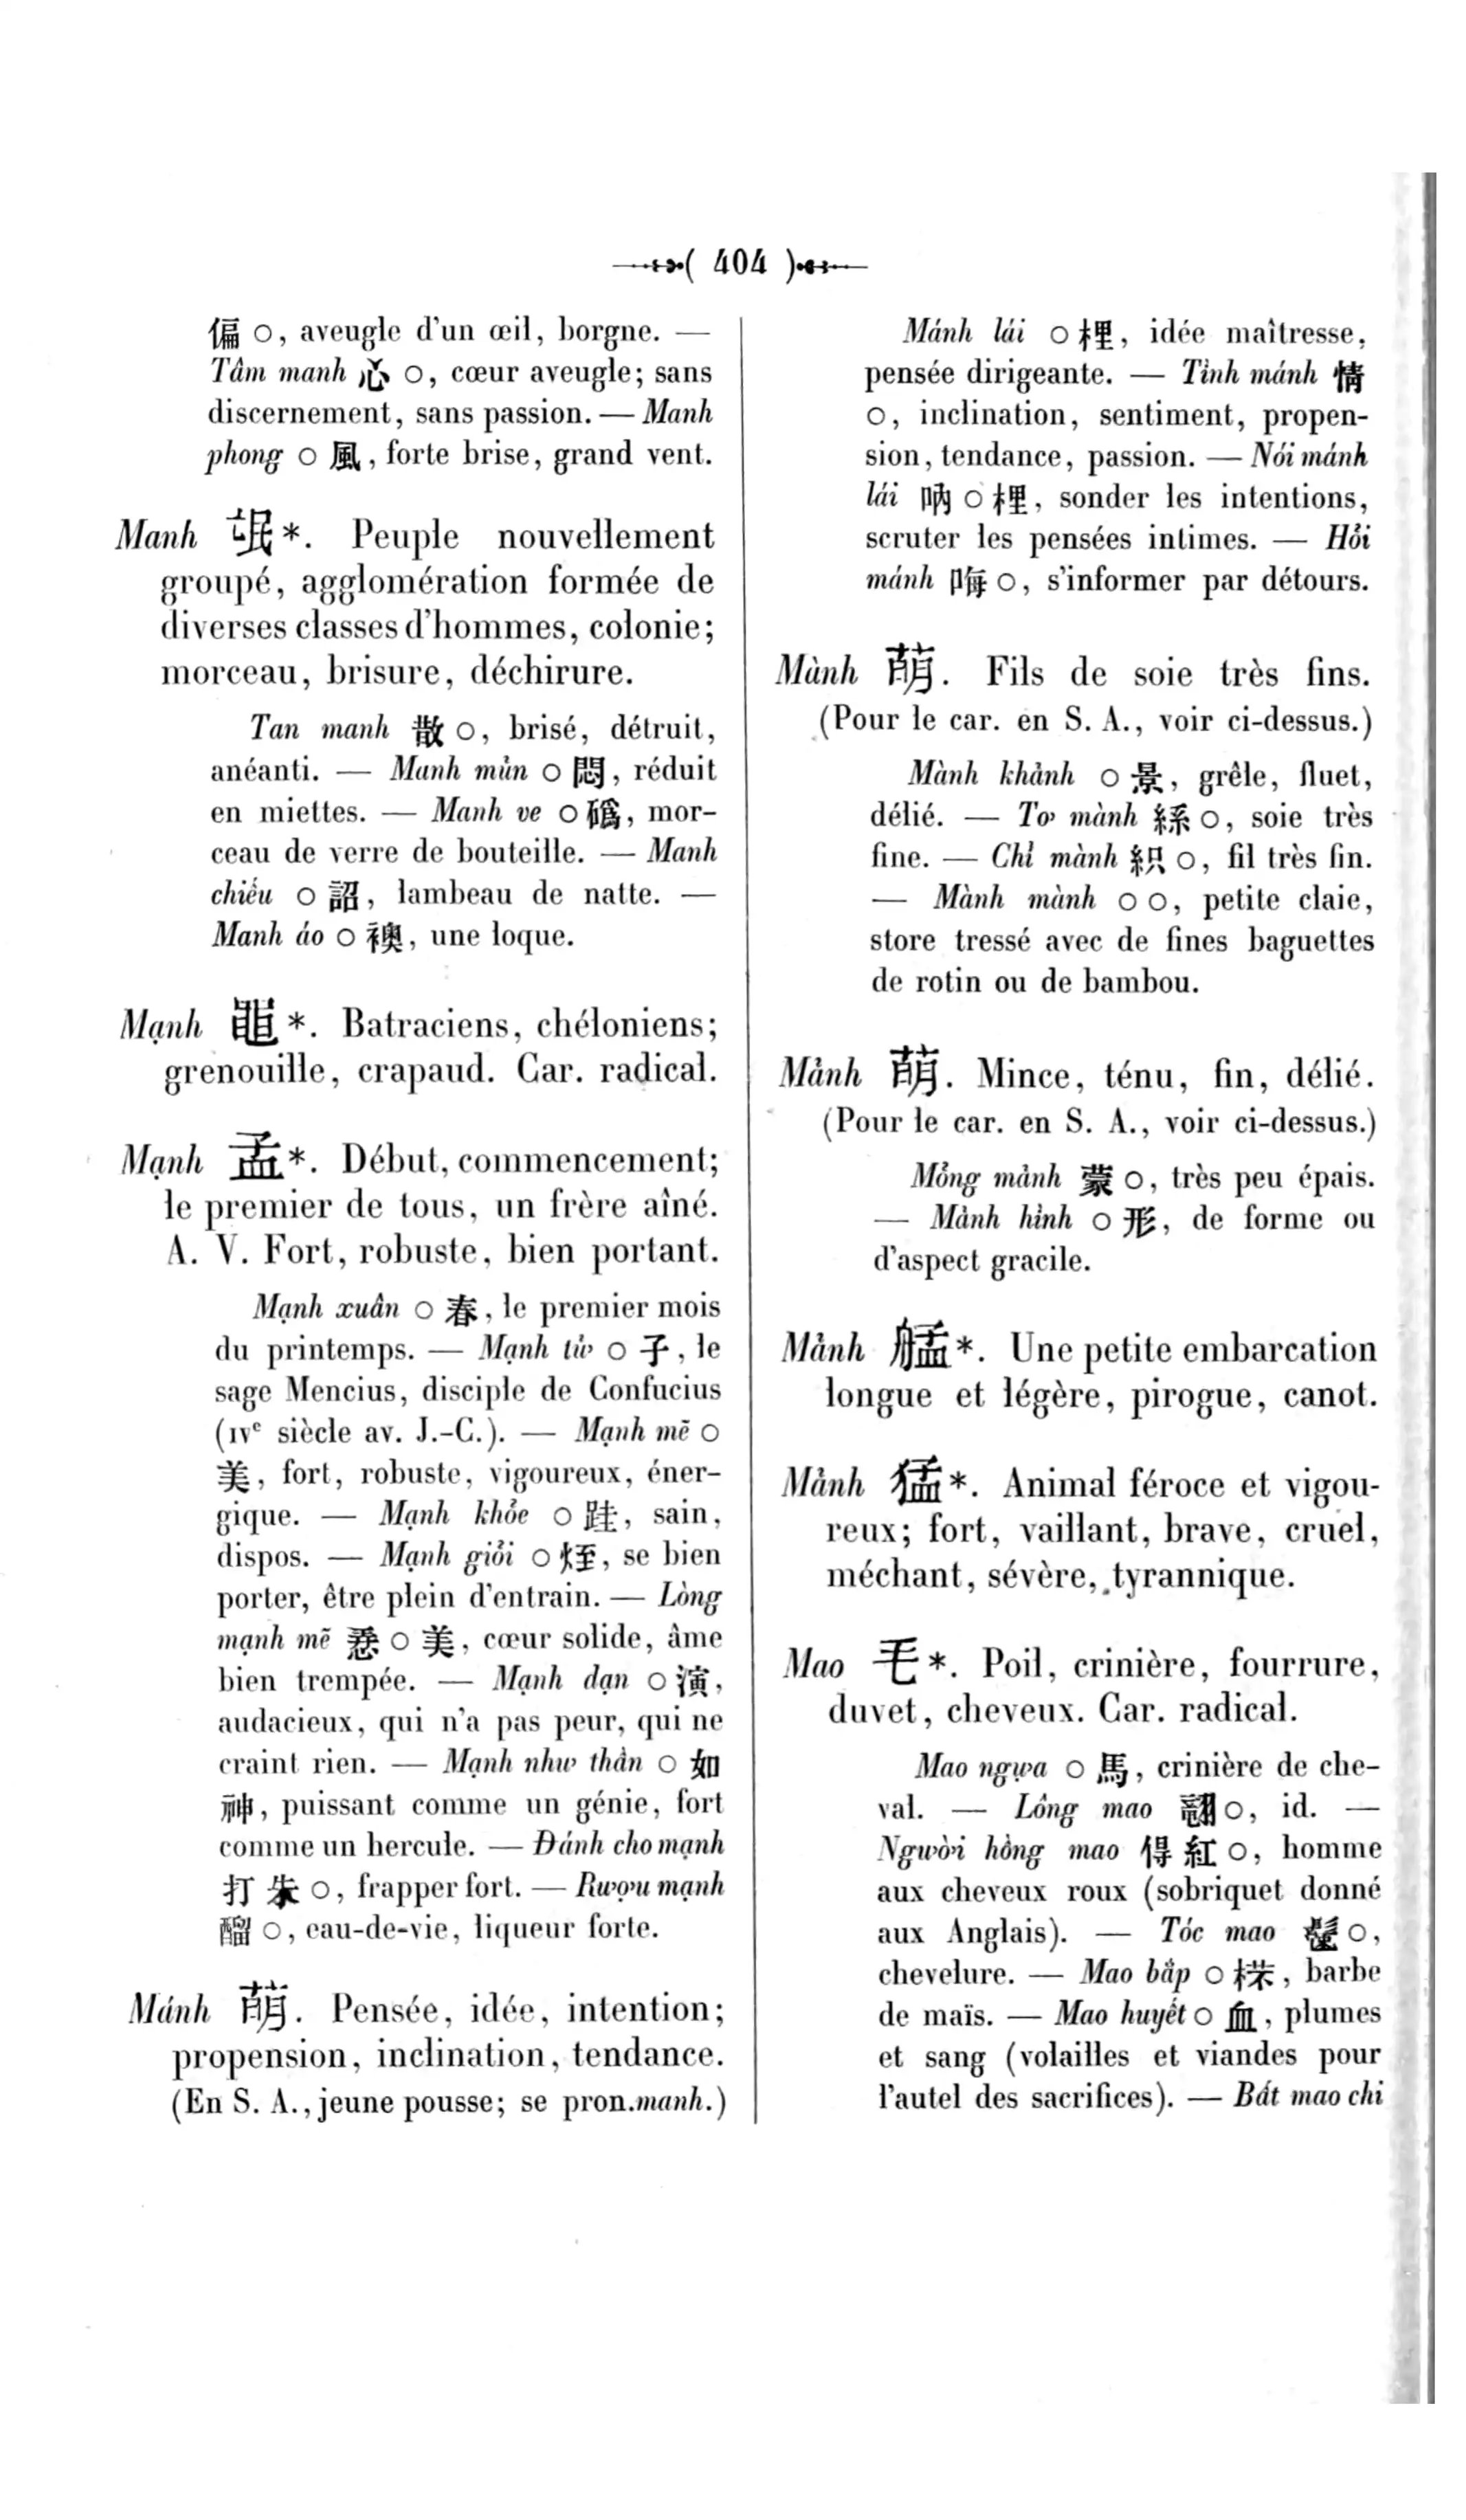 ( 404 )
偏 ○, aveugle d'un œil, borgne. —
Tâm manh 心 ○, cœur aveugle; sans
discernement, sans passion. — Manh
phong ○ 風, forte brise, grand vent.
Manh 氓 *. Peuple nouvellement
groupé, agglomération formée de
diverses classes d'hommes, colonie;
morceau, brisure, déchirure.
Tan manh 散 ○, brisé, détruit,
anéanti. — Manh mún ○ 悶, réduit
en miettes. — Manh ve ○, mor-
ceau de verre de bouteille. — Manh
chiếu ○ 詔, lambeau de natte. —
Manh áo ○ 襖, une loque.
Mạnh 黽 *. Batraciens, chéloniens;
grenouille, crapaud. Car. radical.
Mạnh 孟 *. Début, commencement;
le premier de tous, un frère aîné.
A. V. Fort, robuste, bien portant.
Mạnh xuân ○ 春, le premier mois
du printemps. — Mạnh tử ○ 子, le
sage Mencius, disciple de Confucius
(IVe siècle av. J.-C.). — Mạnh mẽ ○
美, fort, robuste, vigoureux, éner-
gique. — Mạnh khỏe ○ 跬, sain,
dispos. — Mạnh giỏi ○, se bien
porter, être plein d'entrain. — Lòng
mạnh mẽ ○ 美, cœur solide, âme
bien trempée. — Mạnh dạn ○ 演,
audacieux, qui n'a pas peur, qui ne
craint rien. — Mạnh như thần ○ 如
神, puissant comme un génie, fort
comme un hercule. — Đánh cho mạnh
打 朱 ○, frapper fort. — Rượu mạnh
○, eau-de-vie, liqueur forte.
Mánh 萌. Pensée, idée, intention;
propension, inclination, tendance.
(En S. A., jeune pousse; se pron. manh.)
Mánh lái ○ 梩, idée maîtresse,
pensée dirigeante. — Tình mánh 情
○, inclination, sentiment, propen-
sion, tendance, passion. — Nói mánh
lái 吶 ○ 梩, sonder les intentions,
scruter les pensées intimes. — Hỏi
mánh 晦 ○, s'informer par détours.
Mành 萌. Fils de soie très fins.
(Pour le car. en S. A., voir ci-dessus.)
Mành khảnh ○ 景, grêle, fluet,
délié. — Tơ mành 絲 ○, soie très
fine. — Chỉ mành ○, fil très fin.
— Mành mành ○ ○, petite claie,
store tressé avec de fines baguettes
de rotin ou de bambou.
Mảnh 萌. Mince, ténu, fin, délié.
(Pour le car. en S. A., voir ci-dessus.)
Mỏng mảnh 蒙 ○, très peu épais.
— Mảnh hình ○ 形, de forme ou
d'aspect gracile.
Mảnh 艋 *. Une petite embarcation
longue et légère, pirogue, canot.
Mảnh 猛 *. Animal féroce et vigou-
reux; fort, vaillant, brave, cruel,
méchant, sévère, tyrannique.
Mao 毛 *. Poil, crinière, fourrure,
duvet, cheveux. Car. radical.
Mao ngựa ○ 馬, crinière de che-
val. — Lông mao ○, id. —
Người hồng mao 得 紅 ○, homme
aux cheveux roux (sobriquet donné
aux Anglais). — Tóc mao ○,
chevelure. — Mao bắp ○, barbe
de maïs. — Mao huyết ○ 血, plumes
et sang (volailles et viandes pour
l'autel des sacrifices). — Bất mao chi